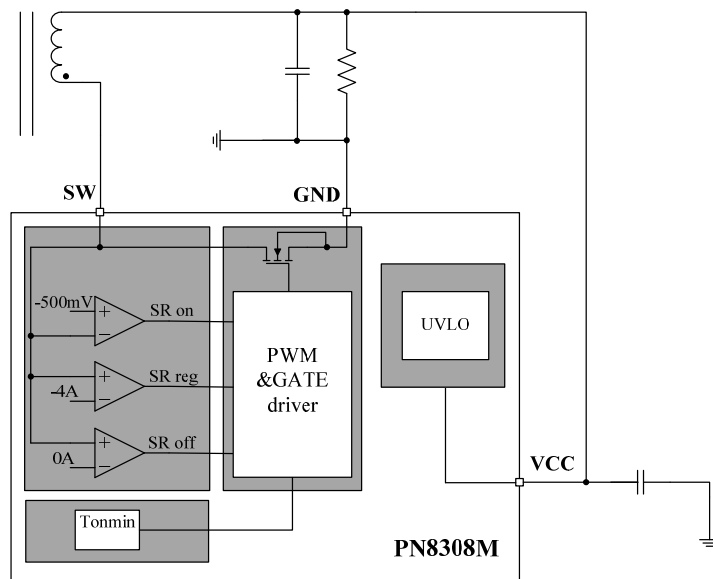 SW
GND
-500mV
SR on
SR reg
-4A
SR off
0A
PWM
&GATE
driver
UVLO
VCC
Tonmin
PN8308M